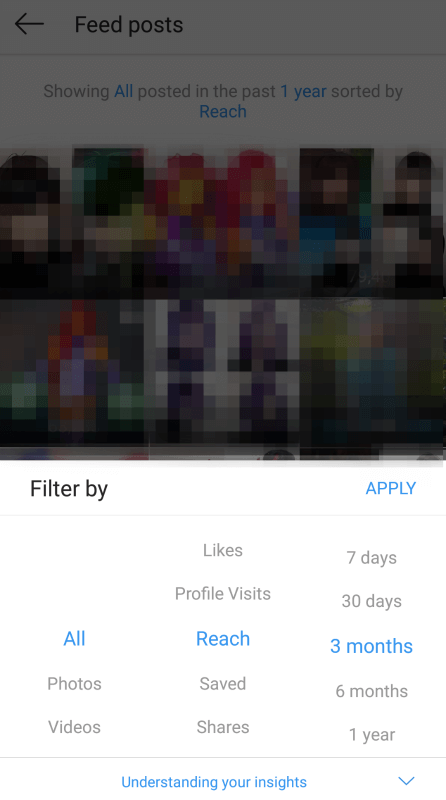 Feed posts
Showing All posted in the past 1 year sorted by
Reach
Filter by
APPLY
Likes
7 days
Profile Visits
30 days
All
Reach
3 months
Photos
Saved
6 months
Videos
Shares
1 year
Understanding your insights